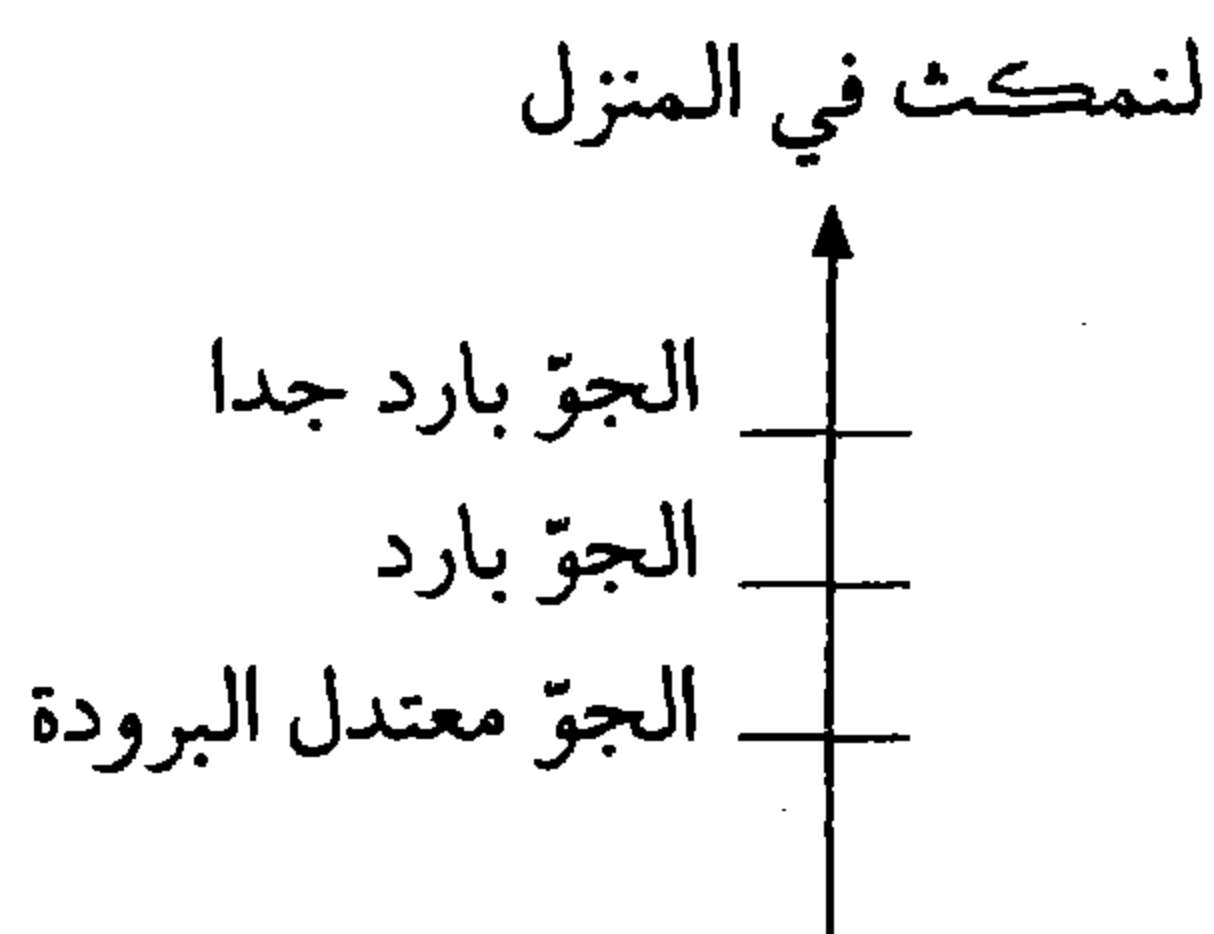 لنمكث في المنزل
الجوّ بارد جدا
الجوّ بارد
الجوّ معتدل البرودة